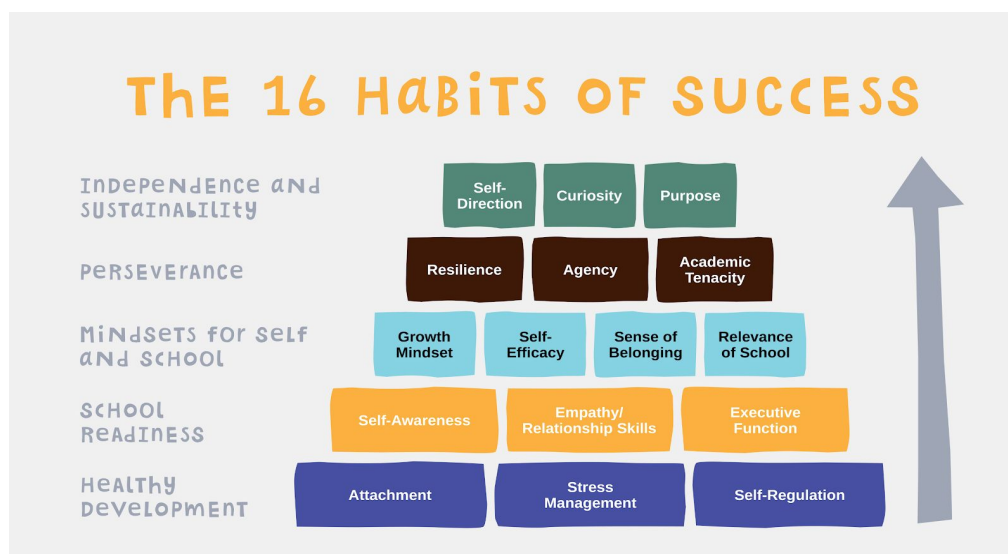 The 16 Habits of Success
Independence and
Sustainability
Self-
Direction
Curiosity
Purpose
Perseverance
Resilience
Agency
Academic
Tenacity
Mindsets for Self
and School
Growth
Mindset
Self-
Efficacy
Sense of
Belonging
Relevance
of School
School
Readiness
Self-Awareness
Empathy/
Relationship Skills
Executive
Function
Healthy
Development
Attachment
Stress
Management
Self-Regulation